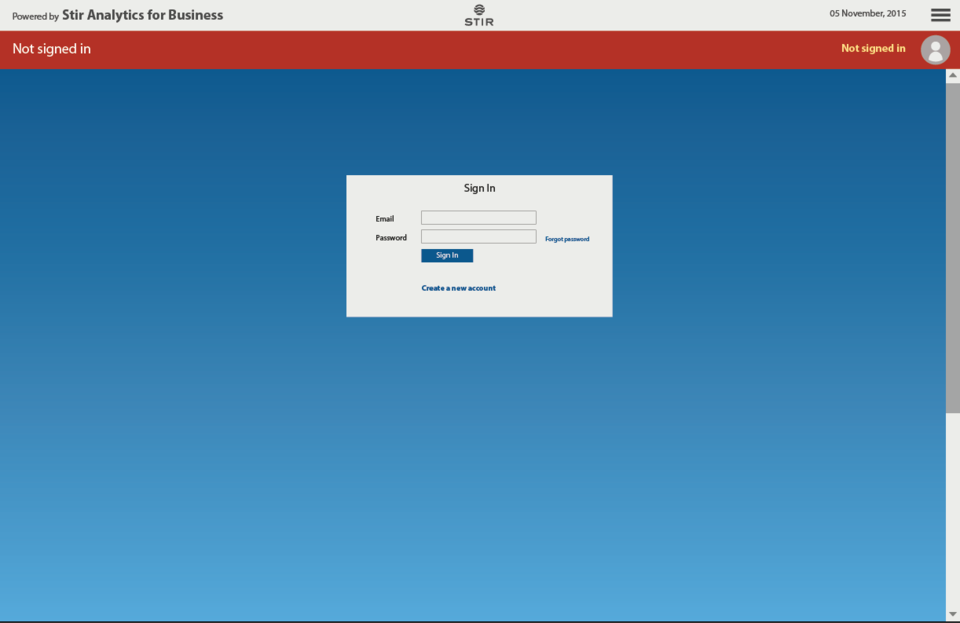 Powered by Stir Analytics for Business
STIR
05 November, 2015
Not signed in
Not signed in
Sign In
Email
Password
Forgot password
Sign In
Create a new account